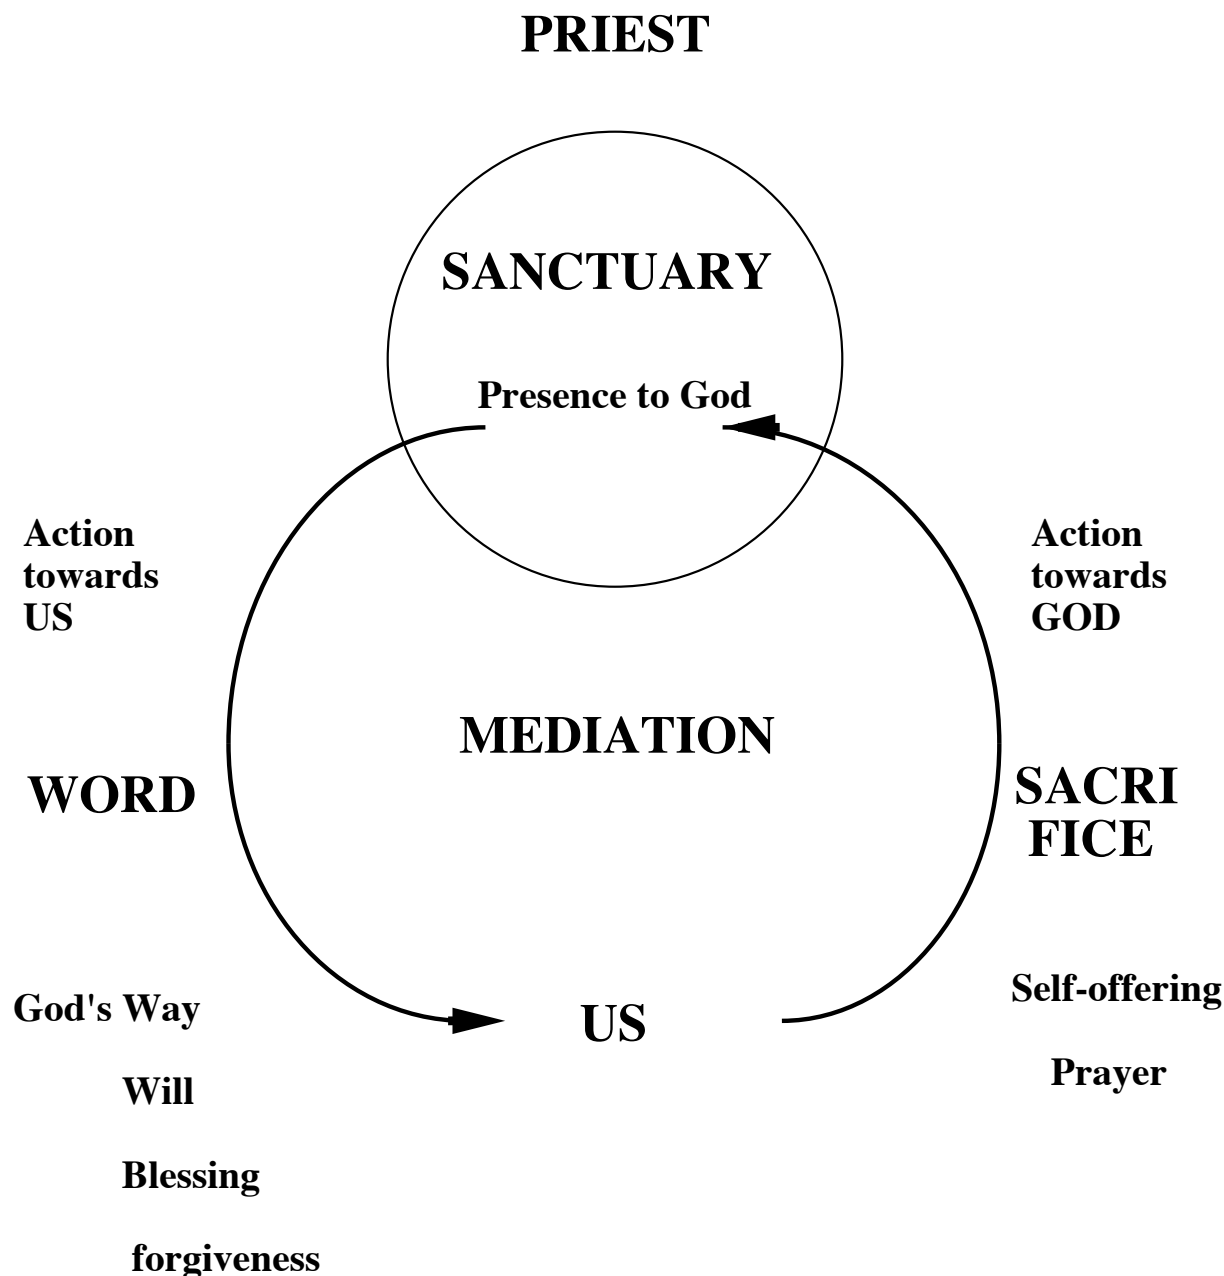 PRIEST
SANCTUARY
Presence to God
Action
towards
US
Action
towards
GOD
MEDIATION
WORD
SACRI
FICE
US
God's Way
Will
Blessing
forgiveness
Self-offering
Prayer